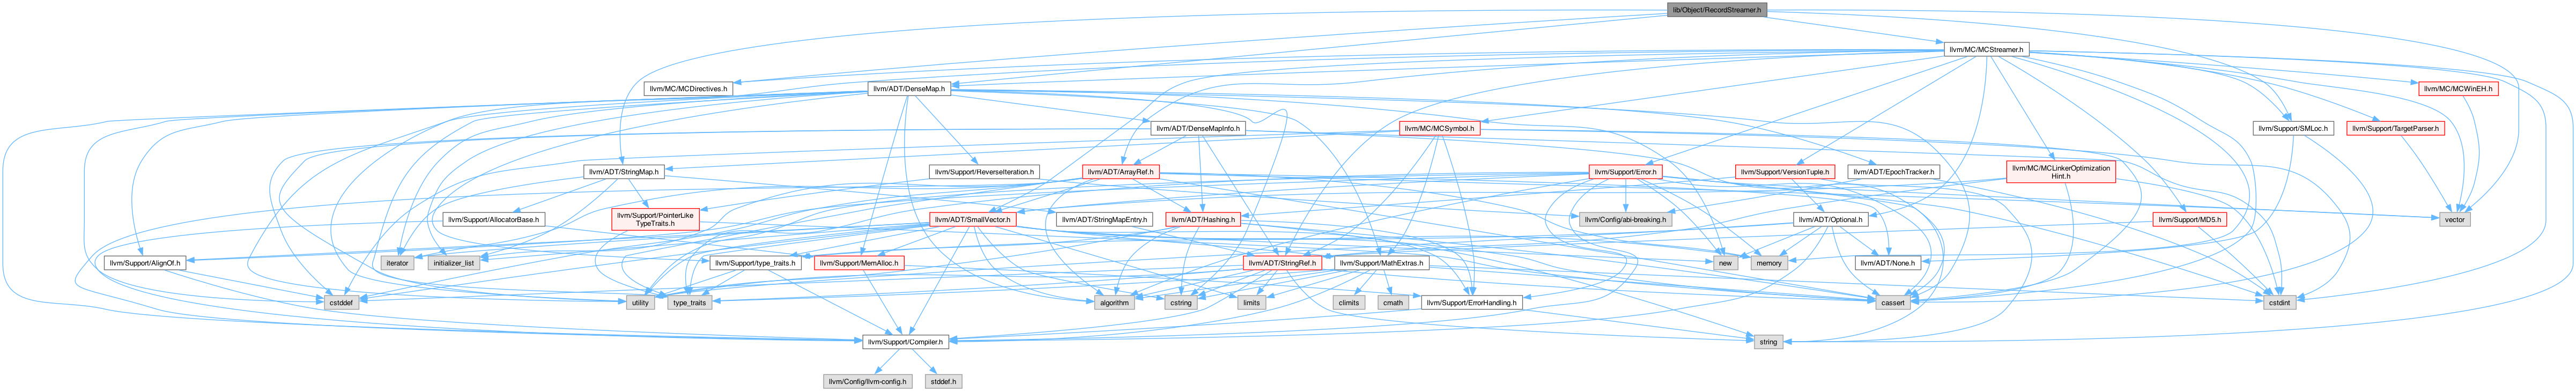 lib/Object/RecordStreamer.h
llvm/MC/MCStreamer.h
llvm/MC/MCDirectives.h
llvm/ADT/DenseMap.h
llvm/MC/MCWinEH.h
llvm/ADT/DenseMapInfo.h
llvm/MC/MCSymbol.h
llvm/Support/SMLoc.h
llvm/Support/TargetParser.h
llvm/ADT/StringMap.h
llvm/Support/ReverseIteration.h
llvm/ADT/ArrayRef.h
llvm/Support/Error.h
llvm/Support/VersionTuple.h
llvm/ADT/EpochTracker.h
llvm/MC/MCLinkerOptimization
Hint.h
llvm/Support/AllocatorBase.h
llvm/Support/PointerLike
TypeTraits.h
llvm/ADT/SmallVector.h
llvm/ADT/StringMapEntry.h
llvm/ADT/Hashing.h
llvm/Config/abi-breaking.h
llvm/ADT/Optional.h
llvm/Support/MD5.h
vector
llvm/Support/AlignOf.h
iterator
initializer_list
llvm/Support/type_traits.h
llvm/Support/MemAlloc.h
llvm/ADT/StringRef.h
llvm/Support/MathExtras.h
new
memory
llvm/ADT/None.h
cstddef
utility
type_traits
algorithm
cstring
limits
climits
cmath
llvm/Support/ErrorHandling.h
cassert
cstdint
llvm/Support/Compiler.h
string
llvm/Config/llvm-config.h
stddef.h